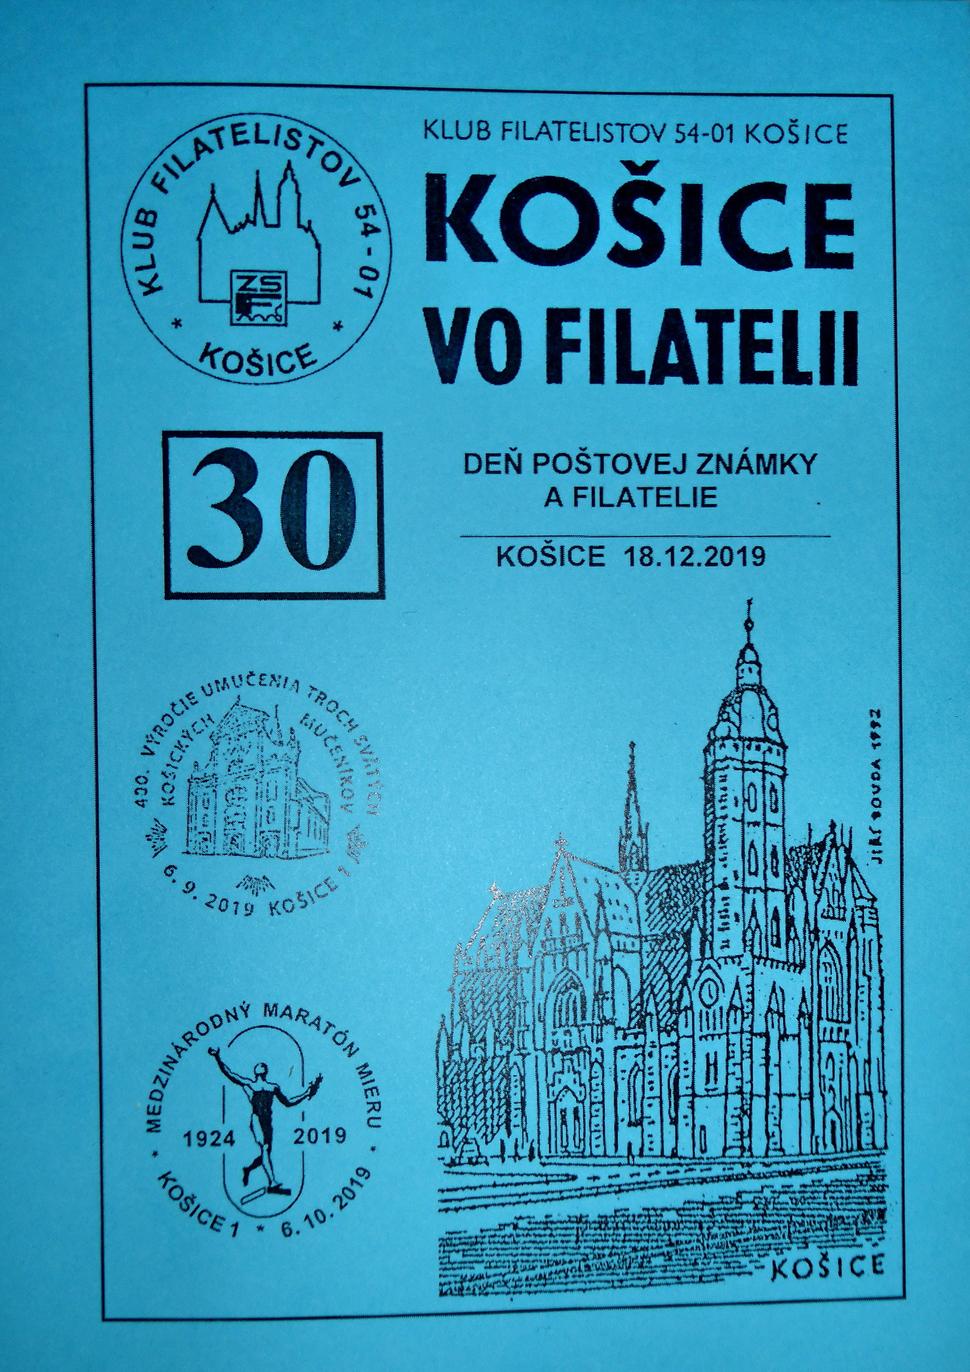 KLUB FILATELISTOV 54-01
ZS
F
* KOŠICE *
KLUB FILATELISTOV 54-01 KOŠICE
KOŠICE
VO FILATELII
30
DEŇ POŠTOVEJ ZNÁMKY
A FILATELIE
KOŠICE 18.12.2019
400. VÝROČIE UMUČENIA TROCH SVÄTÝCH
KOŠICKÝCH MUČENÍKOV
6. 9. 2019 KOŠICE 1
MEDZINÁRODNÝ MARATÓN MIERU
1924 2019
* KOŠICE 1 * 6. 10. 2019 *
JIŘÍ BOUDA 1992
KOŠICE